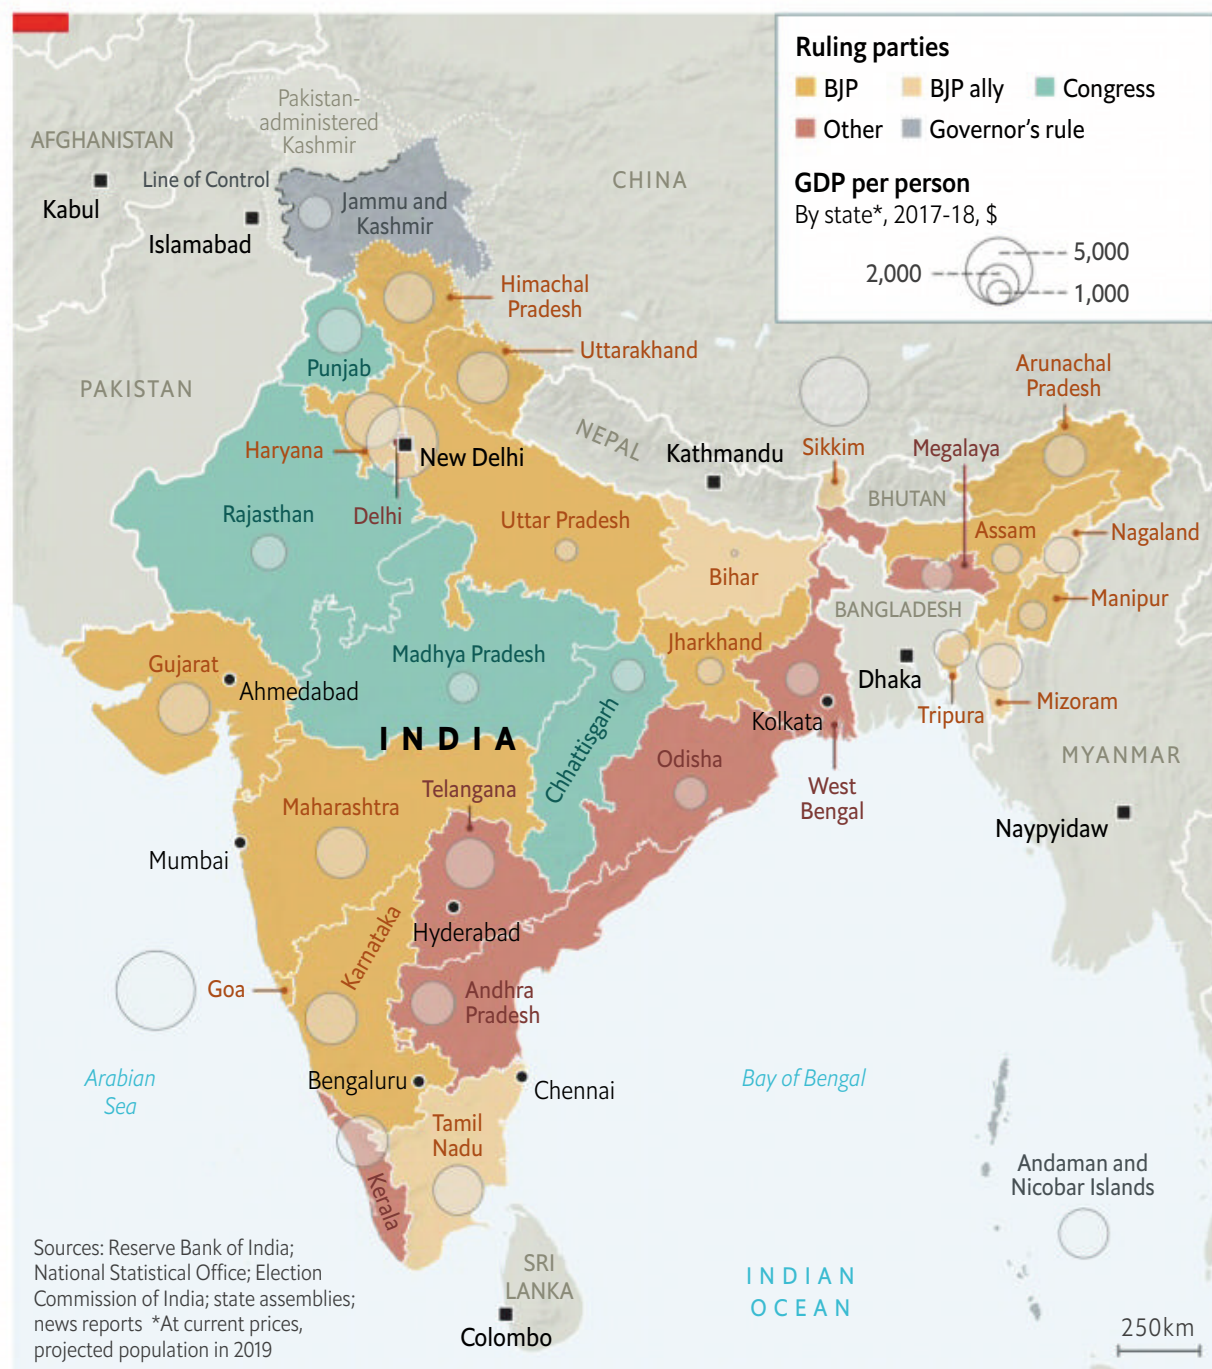 Ruling parties
BJP
BJP ally
Congress
Other
Governor's rule
GDP per person
By state*, 2017-18, $
5,000
2,000
1,000
Pakistan-
administered
Kashmir
AFGHANISTAN
Line of Control
CHINA
Kabul
Islamabad
Jammu and
Kashmir
Himachal
Pradesh
Uttarakhand
Punjab
PAKISTAN
Arunachal
Pradesh
NEPAL
Haryana
New Delhi
Kathmandu
Sikkim
Megalaya
BHUTAN
Rajasthan
Delhi
Uttar Pradesh
Assam
Nagaland
Bihar
BANGLADESH
Manipur
Jharkhand
Madhya Pradesh
Gujarat
Ahmedabad
Dhaka
Kolkata
Tripura
Mizoram
INDIA
Chhattisgarh
Odisha
MYANMAR
Telangana
West
Bengal
Maharashtra
Naypyidaw
Mumbai
Hyderabad
Karnataka
Goa
Andhra
Pradesh
Bengaluru
Chennai
Arabian
Sea
Bay of Bengal
Tamil
Nadu
Kerala
Andaman and
Nicobar Islands
SRI
LANKA
INDIAN
OCEAN
Colombo
250km
Sources: Reserve Bank of India;
National Statistical Office; Election
Commission of India; state assemblies;
news reports *At current prices,
projected population in 2019